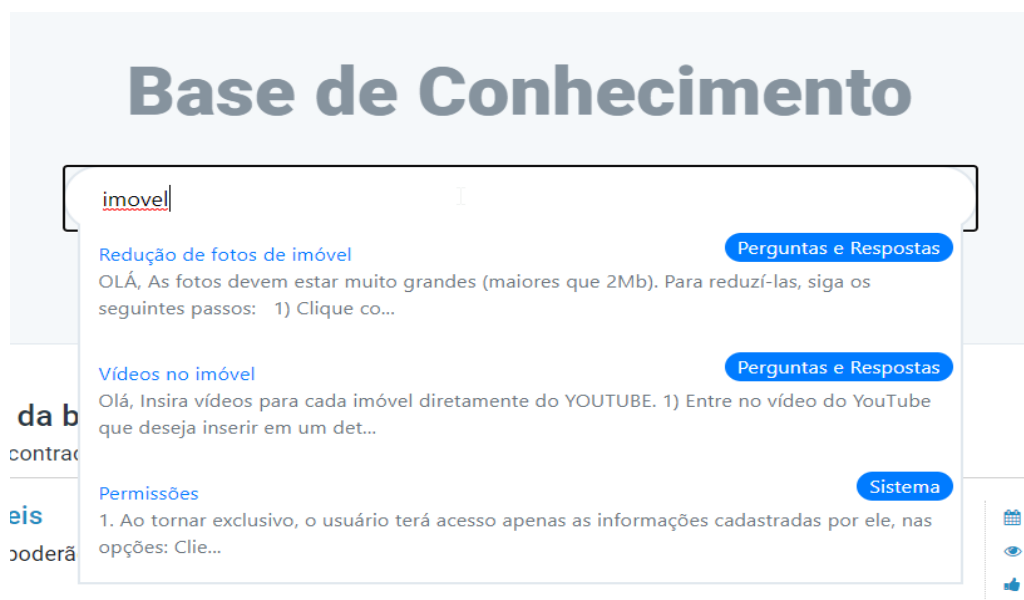 Base de Conhecimento
imovel
Redução de fotos de imóvel
Perguntas e Respostas
OLÁ, As fotos devem estar muito grandes (maiores que 2Mb). Para reduzí-las, siga os
seguintes passos: 1) Clique co...
Vídeos no imóvel
Perguntas e Respostas
Olá, Insira vídeos para cada imóvel diretamente do YOUTUBE. 1) Entre no vídeo do YouTube
que deseja inserir em um det...
Permissões
Sistema
1. Ao tornar exclusivo, o usuário terá acesso apenas as informações cadastradas por ele, nas
opções: Clie...
da b
contrac
eis
poderã